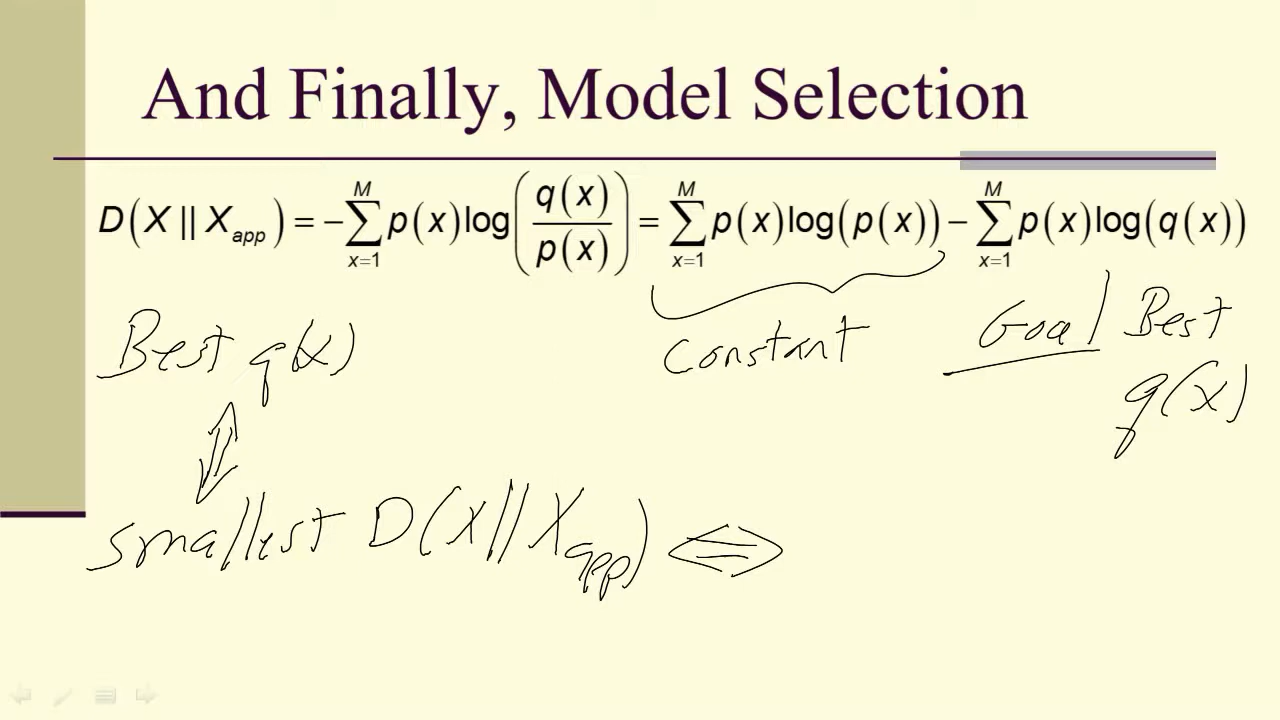 And Finally, Model Selection
D(X || X_app) = −∑_{x=1}^{M} p(x) log(q(x)/p(x)) = ∑_{x=1}^{M} p(x) log(p(x)) − ∑_{x=1}^{M} p(x) log(q(x))
Best q(x)
Constant
Goal Best
q(x)
⇕
smallest D(X || X_app) ⇔